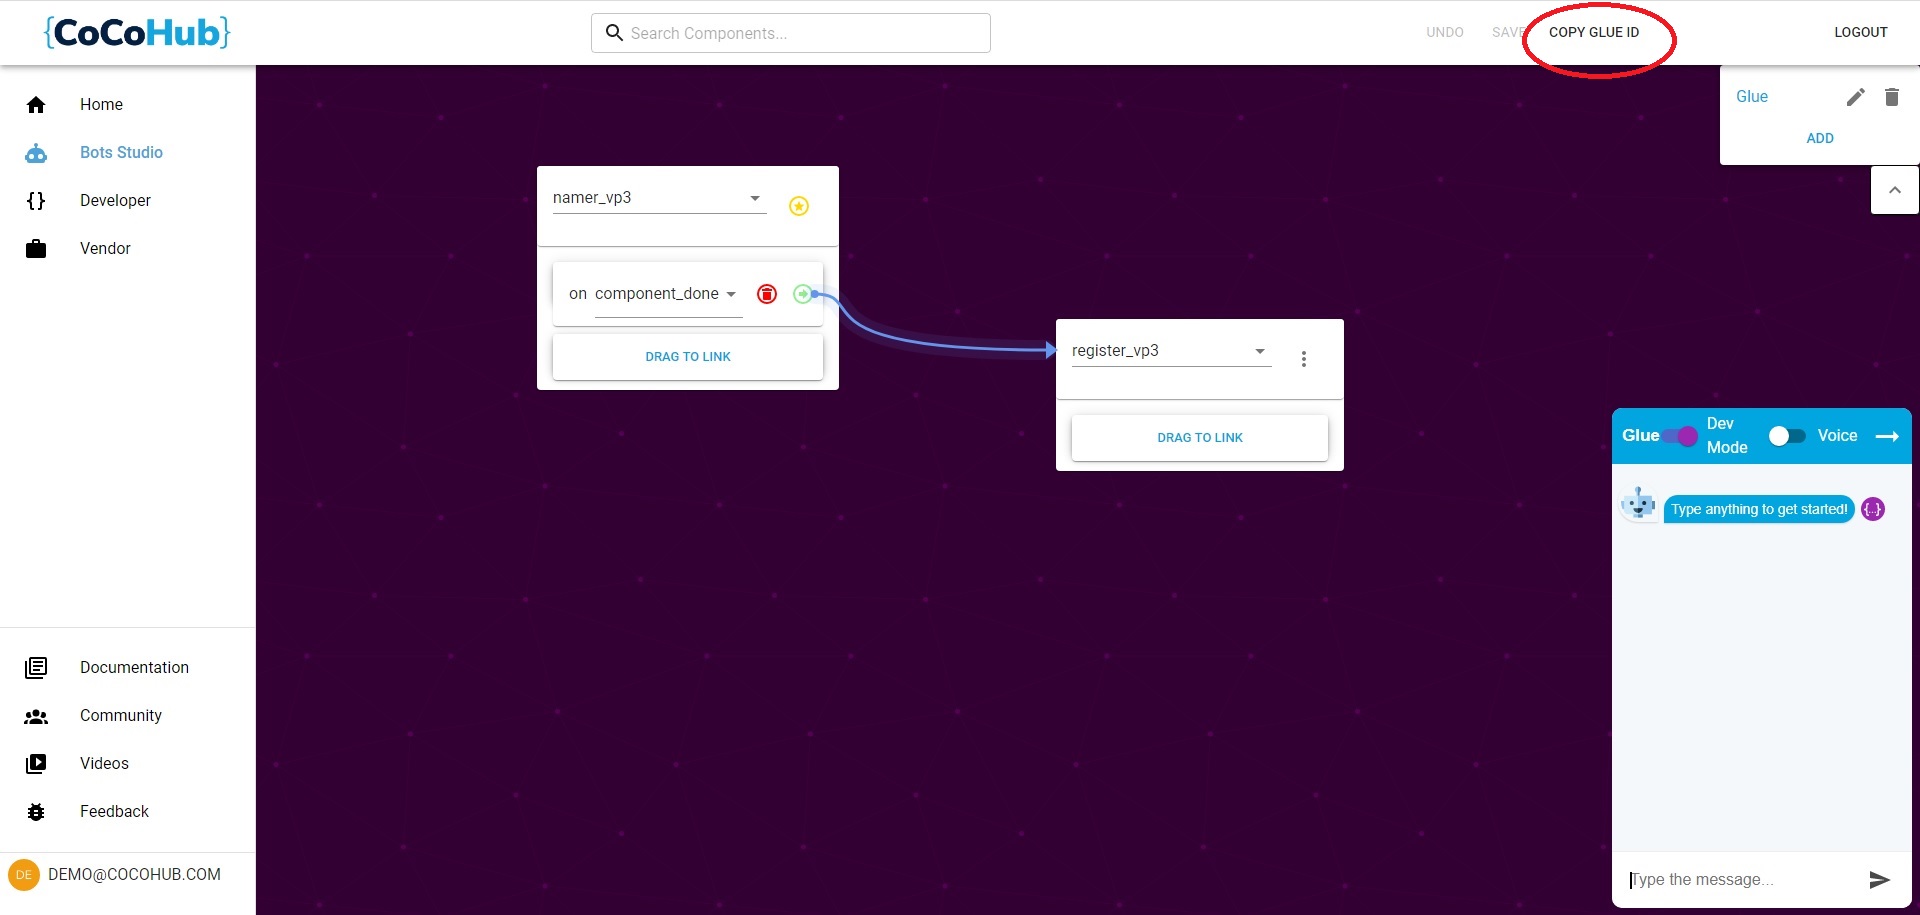 {CoCoHub}
Search Components...
UNDO
SAVE
COPY GLUE ID
LOGOUT
Home
Bots Studio
Developer
Vendor
Glue
ADD
namer_vp3
on component_done
DRAG TO LINK
register_vp3
DRAG TO LINK
Glue
Dev
Mode
Voice
Type anything to get started!
{..}
Type the message...
Documentation
Community
Videos
Feedback
DE
DEMO@COCOHUB.COM